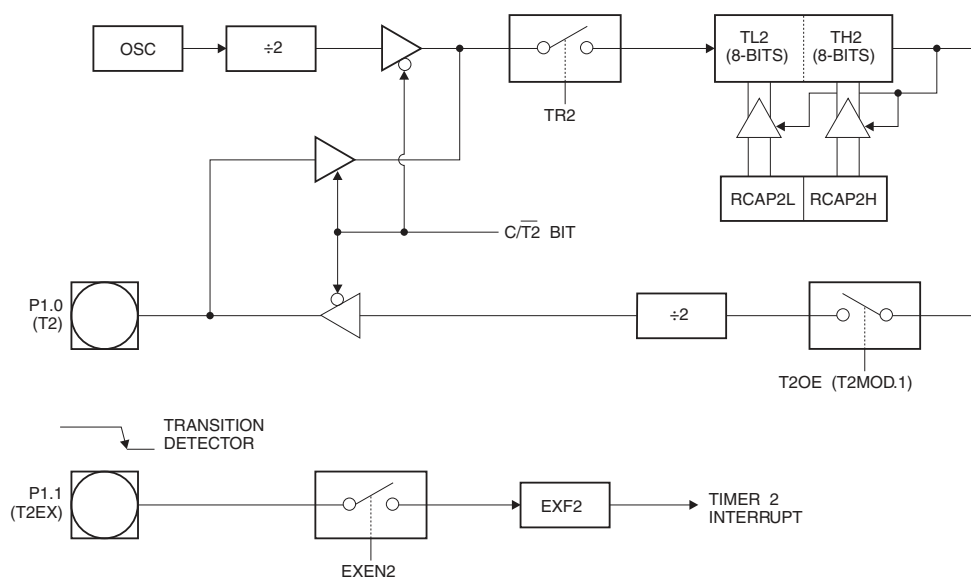 OSC
÷2
TR2
TL2
(8-BITS)
TH2
(8-BITS)
RCAP2L
RCAP2H
C/T2 BIT
P1.0
(T2)
÷2
T2OE (T2MOD.1)
TRANSITION
DETECTOR
P1.1
(T2EX)
EXEN2
EXF2
TIMER 2
INTERRUPT